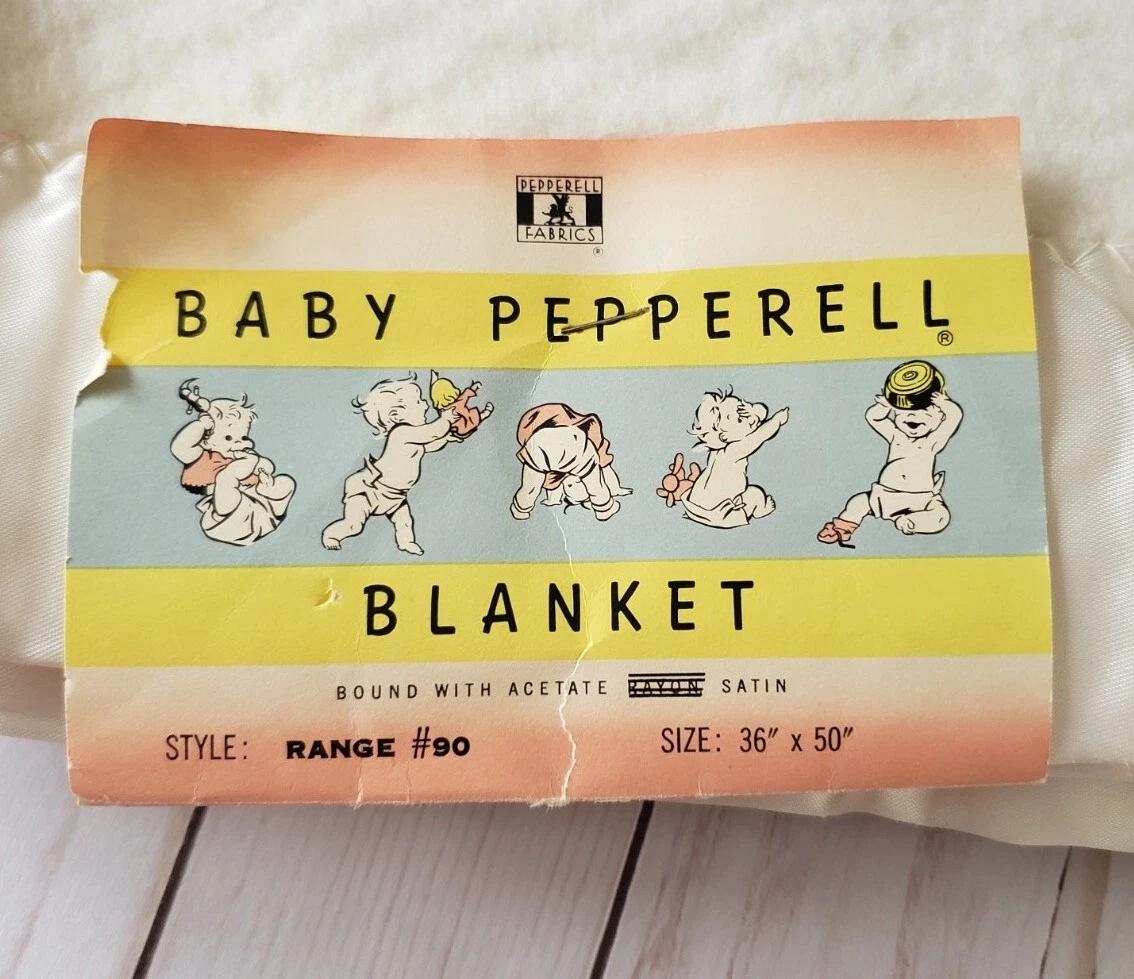 PEPPERELL
FABRICS
®
BABY PEPPERELL®
BLANKET
BOUND WITH ACETATE RAYON SATIN
STYLE: RANGE #90 SIZE: 36" x 50"